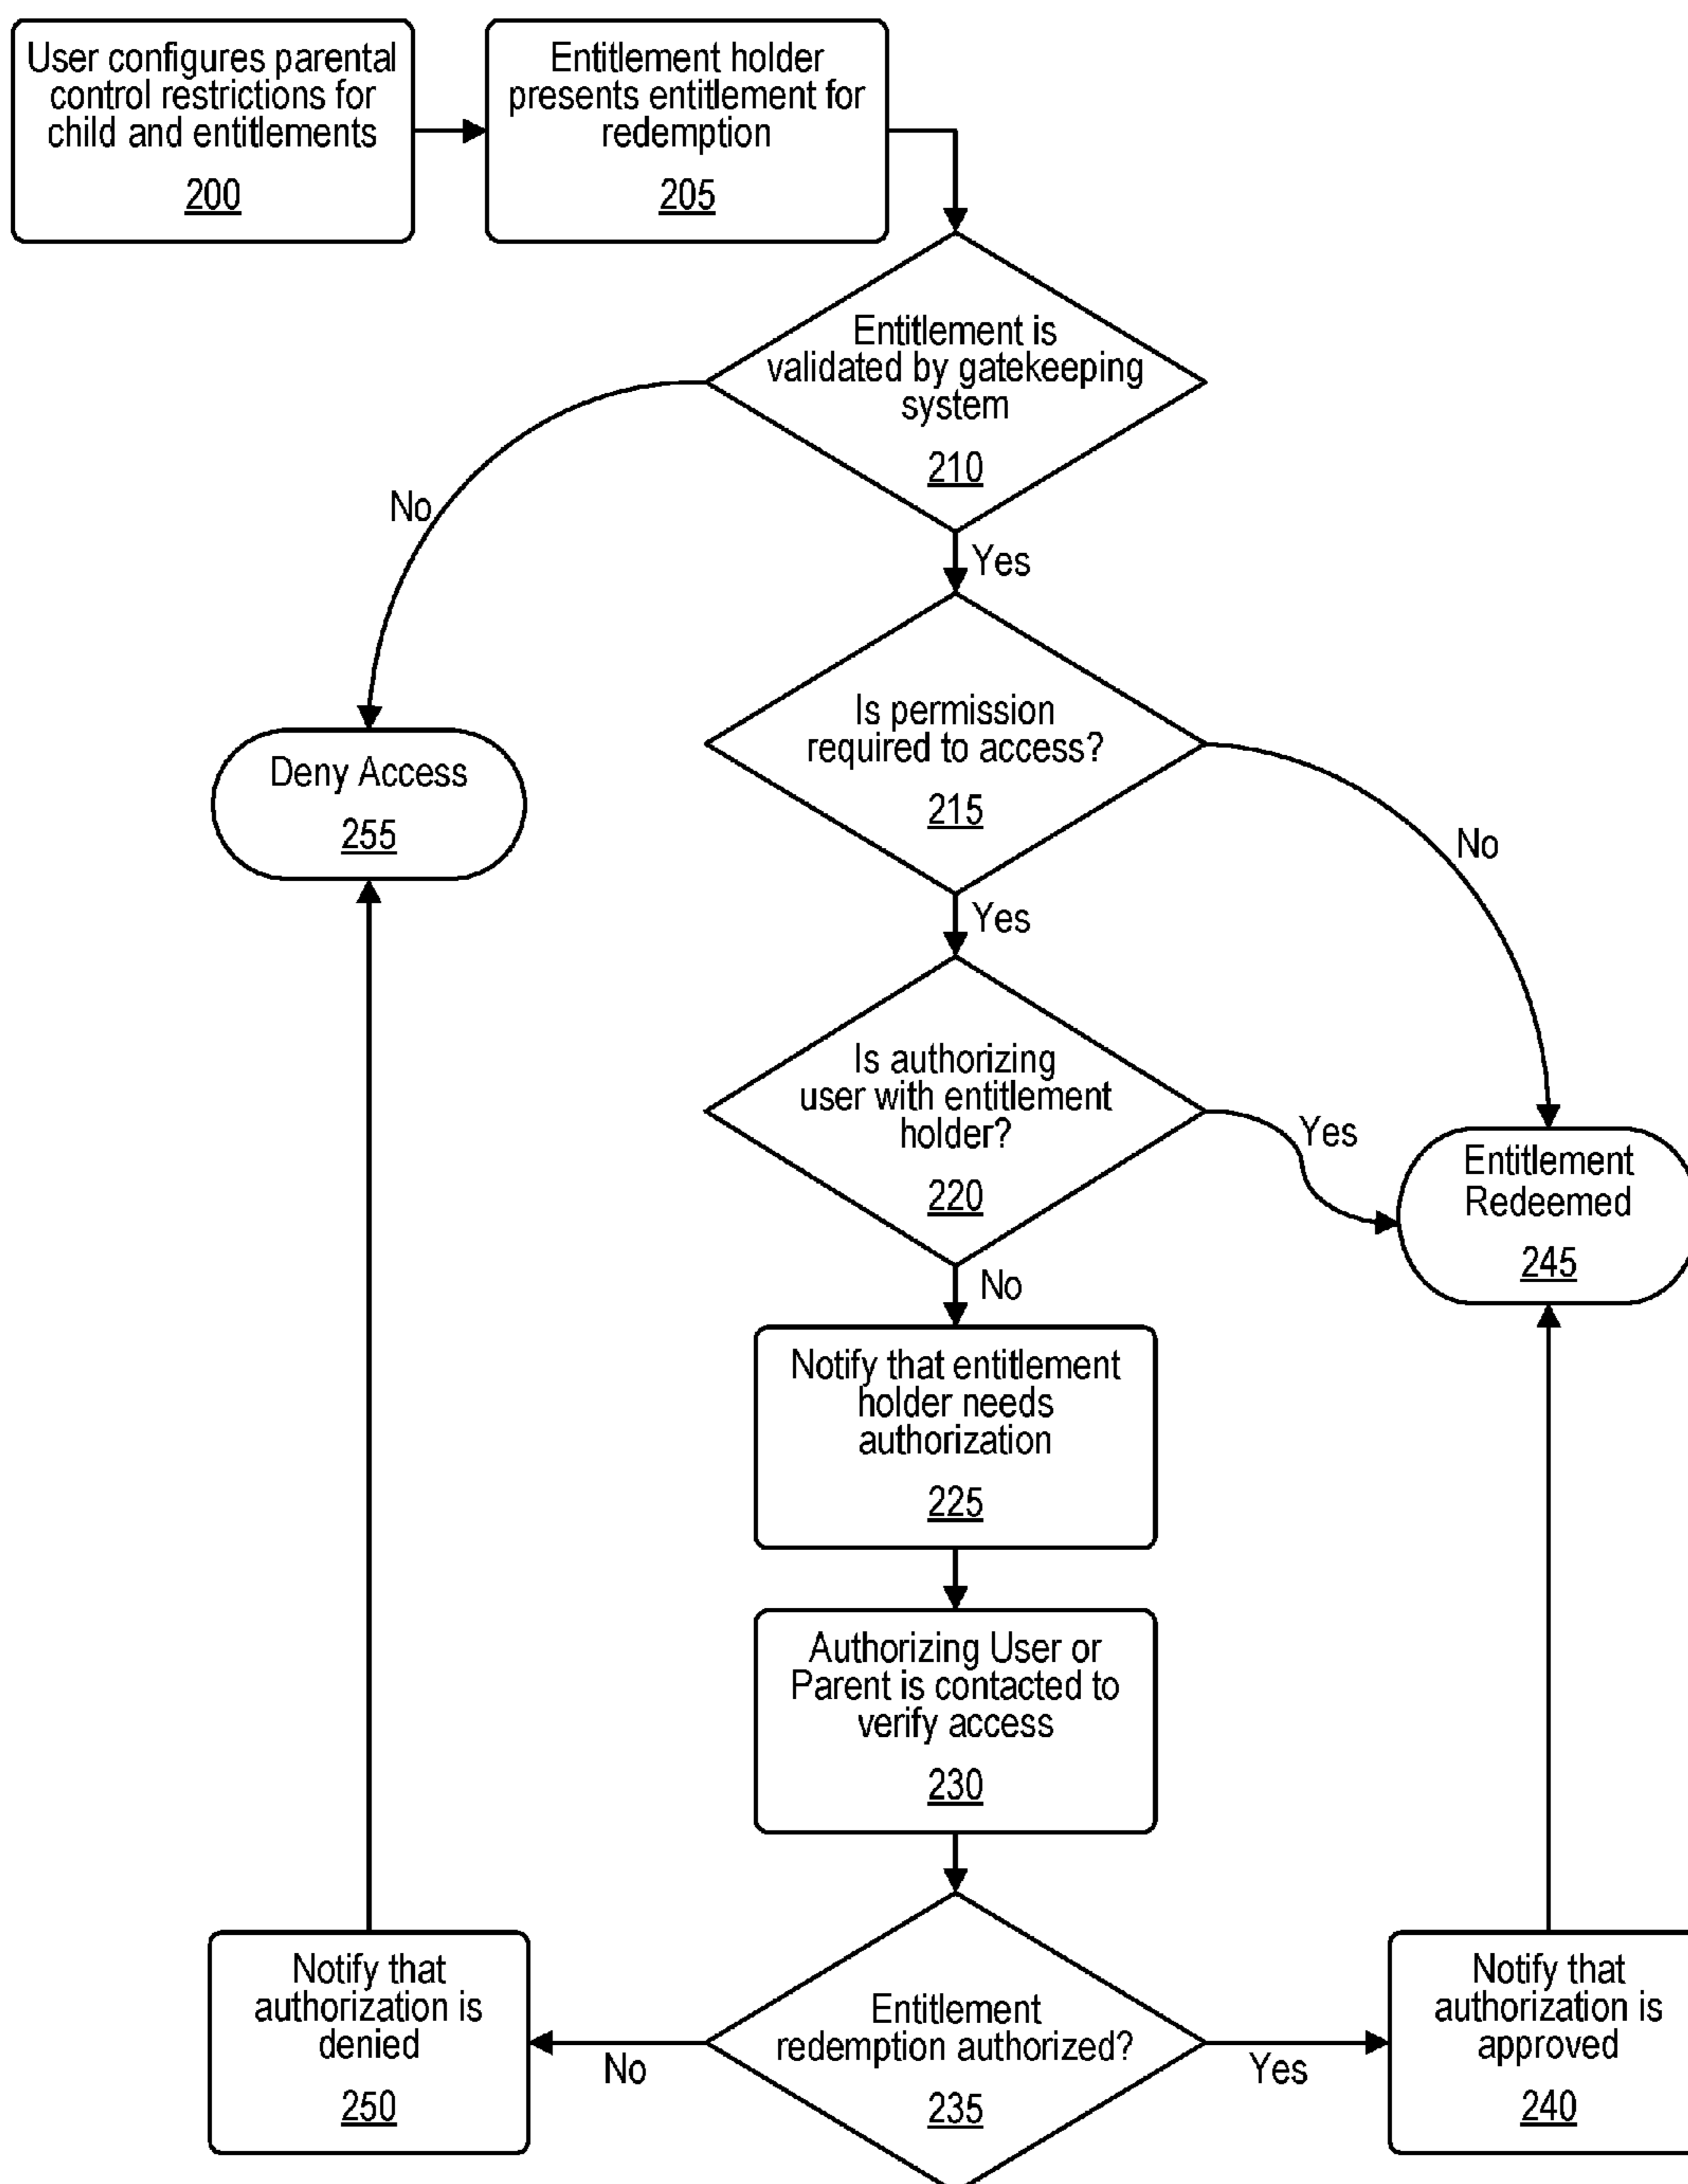 User configures parental
control restrictions for
child and entitlements
200
Entitlement holder
presents entitlement for
redemption
205
Entitlement is
validated by gatekeeping
system
210
No
Yes
Is permission
required to access?
215
Deny Access
255
No
Yes
Is authorizing
user with entitlement
holder?
220
Yes
Entitlement
Redeemed
245
No
Notify that entitlement
holder needs
authorization
225
Authorizing User or
Parent is contacted to
verify access
230
Notify that
authorization is
denied
250
No
Entitlement
redemption authorized?
235
Yes
Notify that
authorization is
approved
240